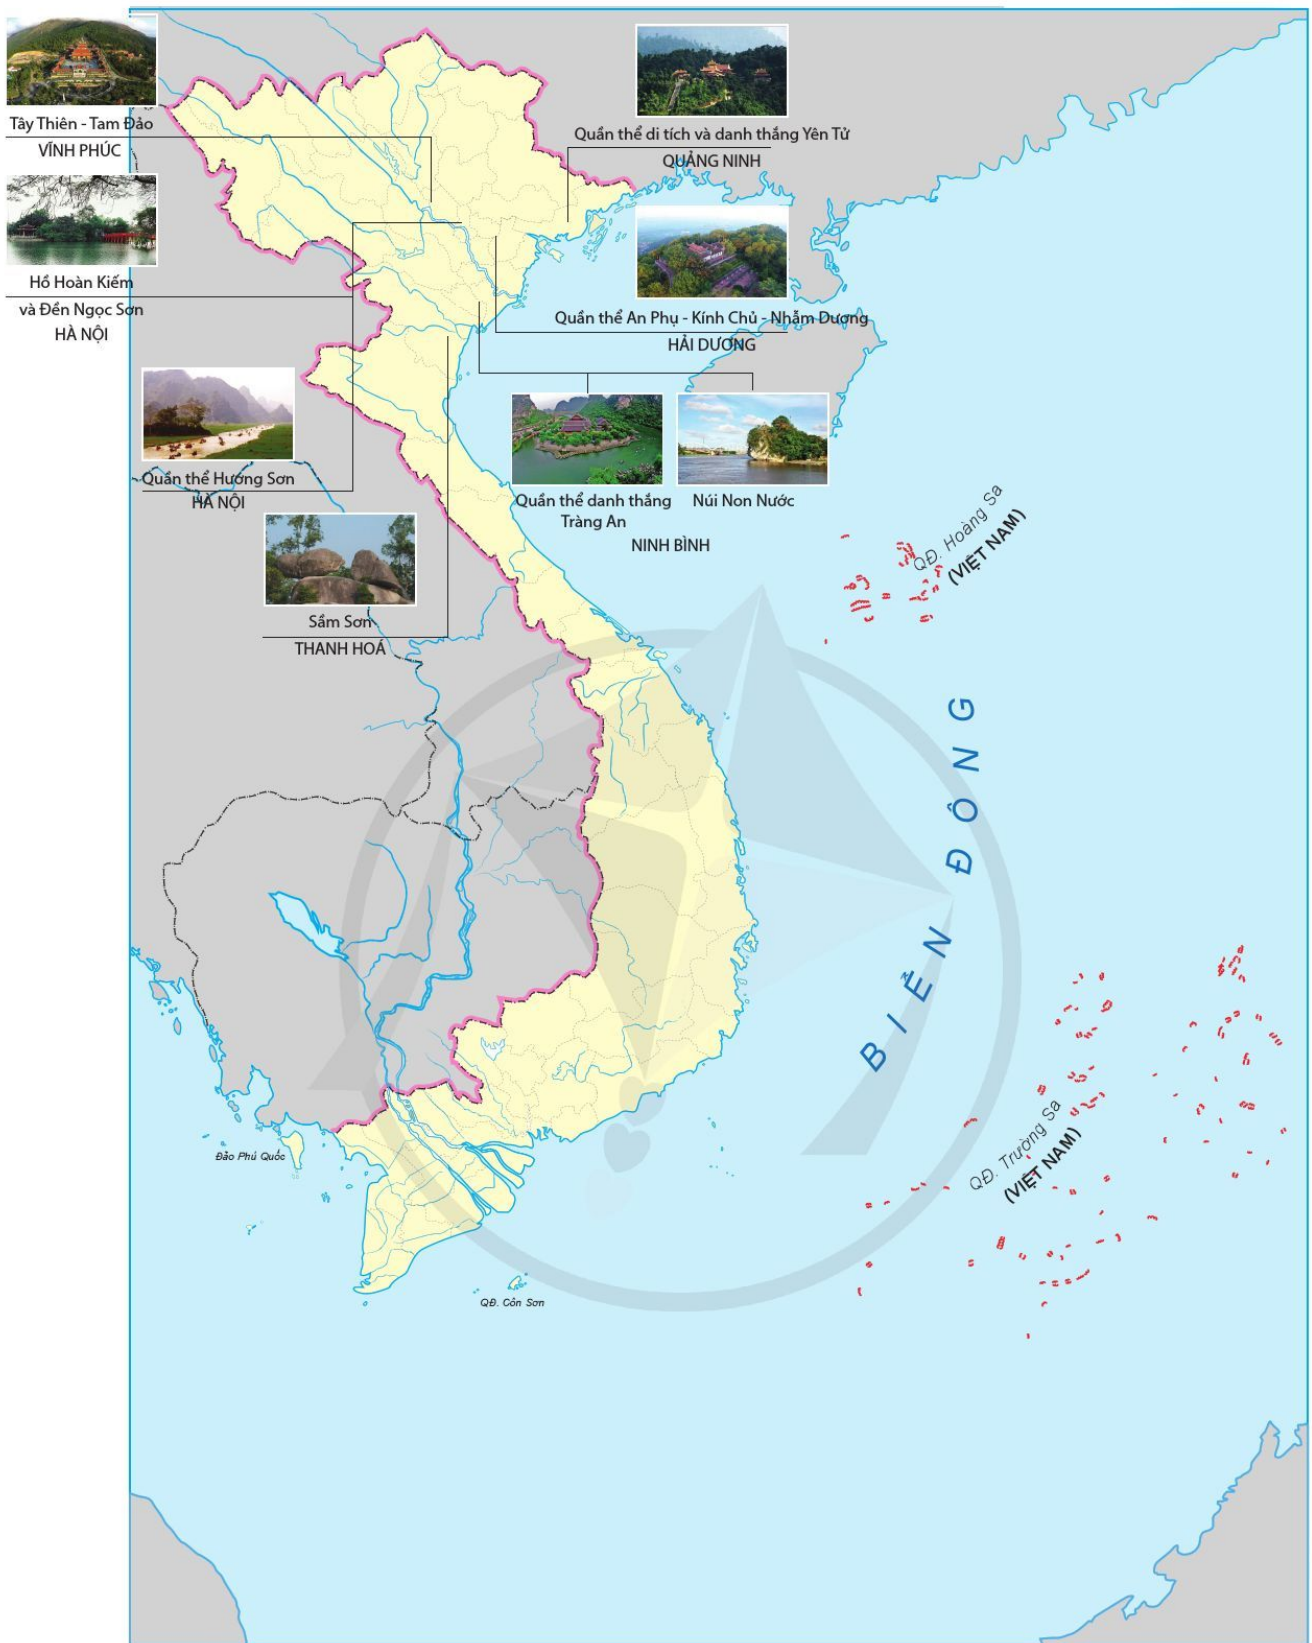 Tây Thiên - Tam Đảo
VĨNH PHÚC
Quần thể di tích và danh thắng Yên Tử
QUẢNG NINH
Hồ Hoàn Kiếm
và Đền Ngọc Sơn
HÀ NỘI
Quần thể An Phụ - Kính Chủ - Nhẫm Dương
HẢI DƯƠNG
Quần thể Hương Sơn
HÀ NỘI
Quần thể danh thắng
Tràng An
Núi Non Nước
NINH BÌNH
Sầm Sơn
THANH HOÁ
QĐ. Hoàng Sa
(VIỆT NAM)
BIỂN ĐÔNG
QĐ. Trường Sa
(VIỆT NAM)
Đảo Phú Quốc
QĐ. Côn Sơn